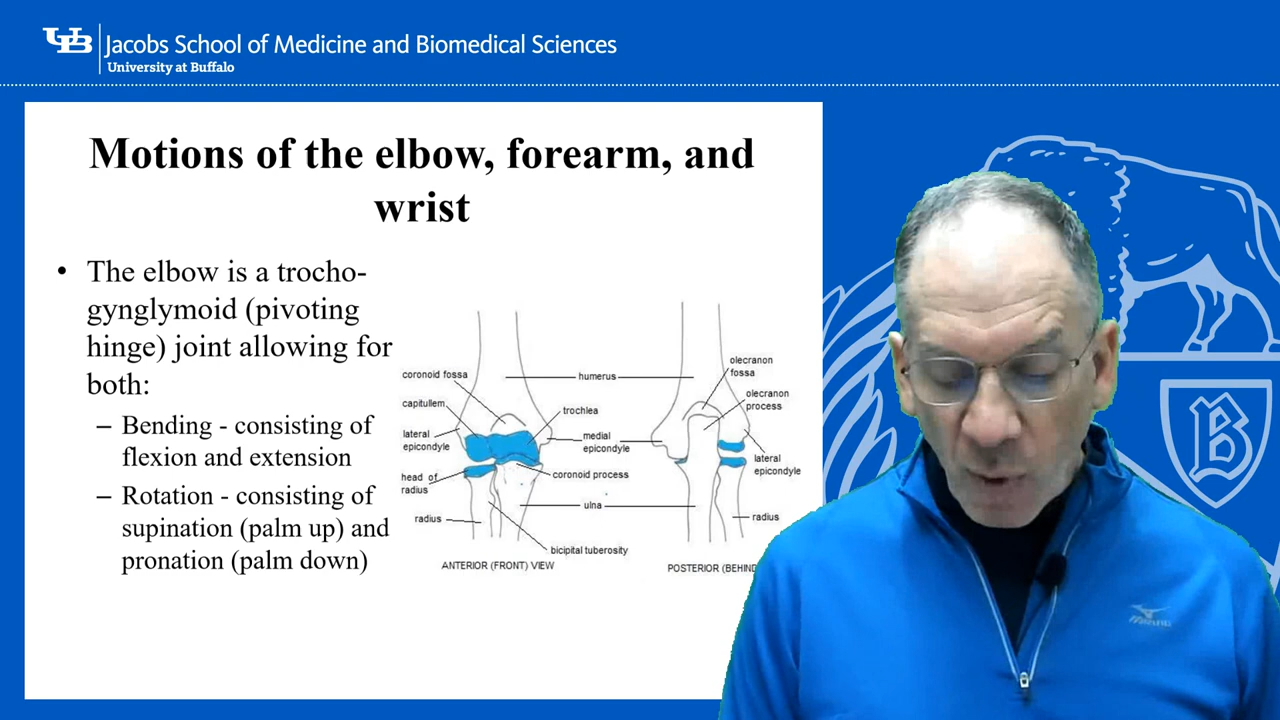 UB
Jacobs School of Medicine and Biomedical Sciences
University at Buffalo
Motions of the elbow, forearm, and
wrist
• The elbow is a trocho-
gynglymoid (pivoting
hinge) joint allowing for
both:
– Bending - consisting of
flexion and extension
– Rotation - consisting of
supination (palm up) and
pronation (palm down)
coronoid fossa
capitullem
lateral
epicondyle
head of
radius
radius
humerus
trochlea
medial
epicondyle
coronoid process
ulna
bicipital tuberosity
ANTERIOR (FRONT) VIEW
olecranon
fossa
olecranon
process
lateral
epicondyle
radius
POSTERIOR (BEHIND
B